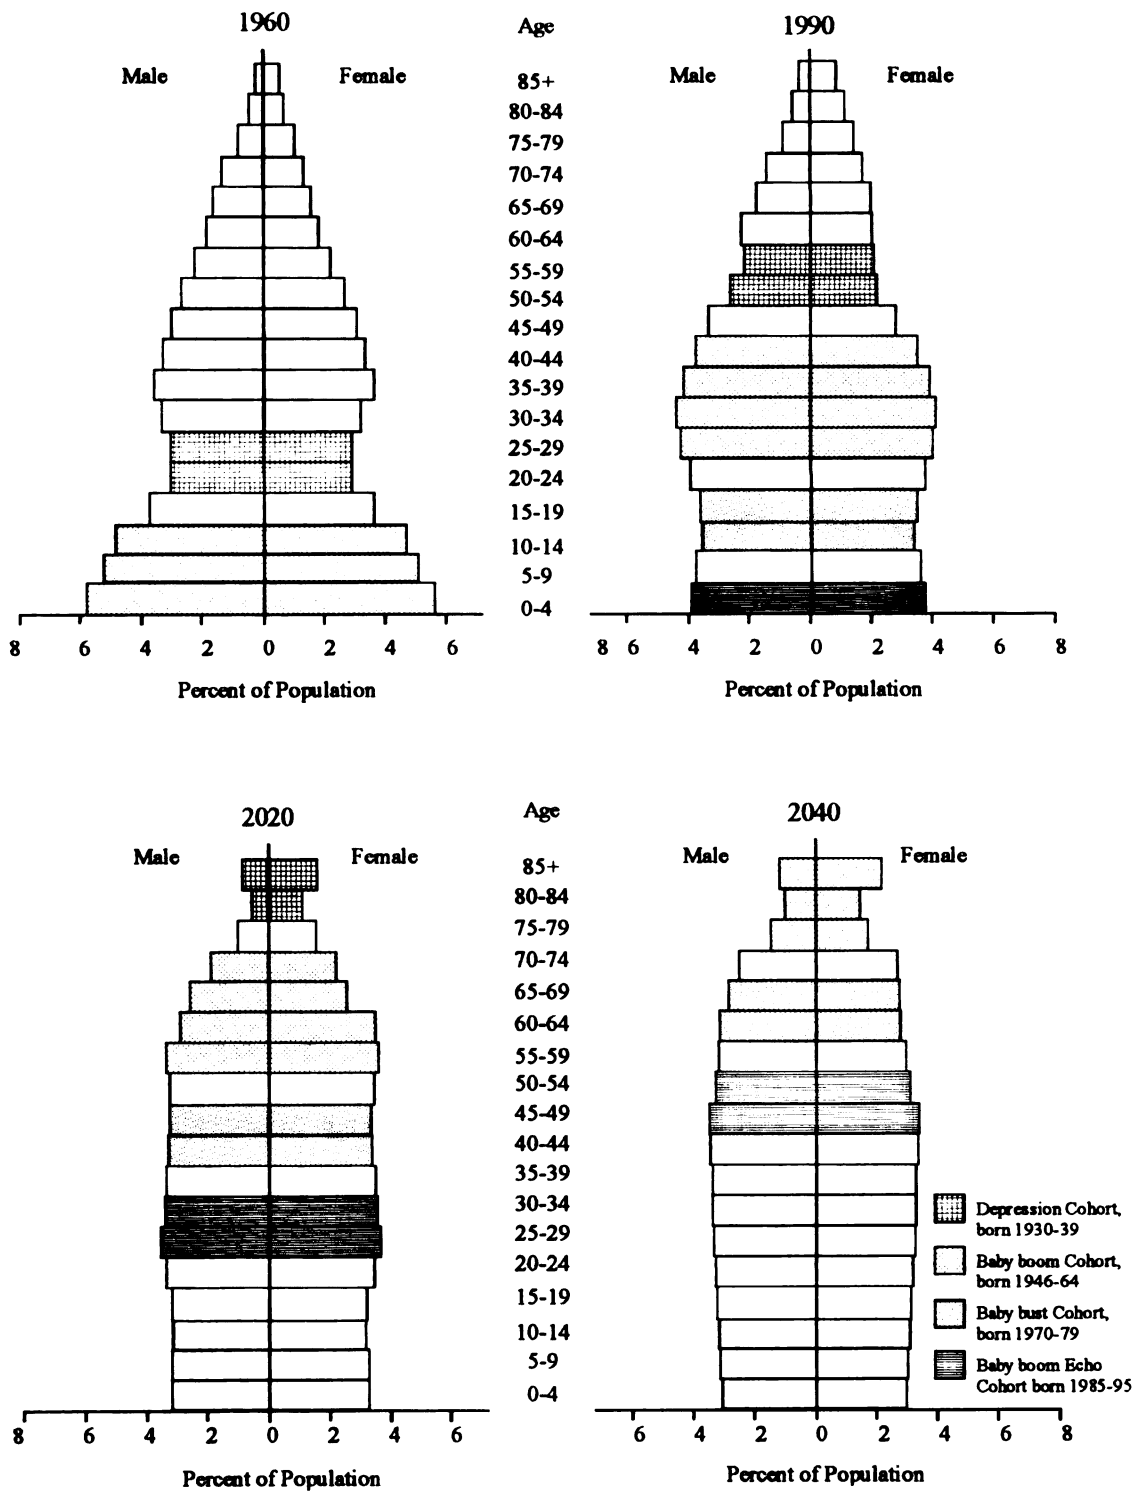 1960
Age
1990
Male
Female
Male
Female
85+
80-84
75-79
70-74
65-69
60-64
55-59
50-54
45-49
40-44
35-39
30-34
25-29
20-24
15-19
10-14
5-9
0-4
8 6 4 2 0 2 4 6
8 6 4 2 0 2 4 6 8
Percent of Population
Percent of Population
2020
Age
2040
Male
Female
Male
Female
85+
80-84
75-79
70-74
65-69
60-64
55-59
50-54
45-49
40-44
35-39
30-34
25-29
20-24
15-19
10-14
5-9
0-4
Depression Cohort,
born 1930-39
Baby boom Cohort,
born 1946-64
Baby bust Cohort,
born 1970-79
Baby boom Echo
Cohort born 1985-95
8 6 4 2 0 2 4 6
6 4 2 0 2 4 6 8
Percent of Population
Percent of Population